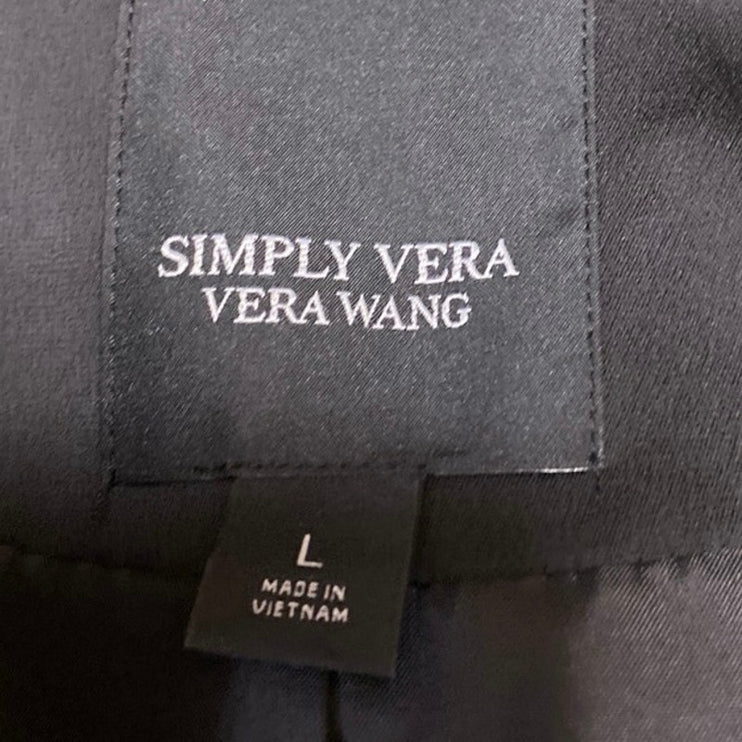 SIMPLY VERA
VERA WANG
L
MADE IN
VIETNAM